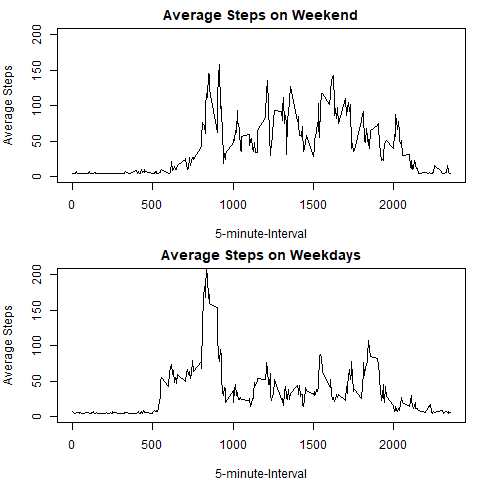 Average Steps on Weekend
200
150
100
50
0
Average Steps
0 500 1000 1500 2000
5-minute-Interval
Average Steps on Weekdays
200
150
100
50
0
Average Steps
0 500 1000 1500 2000
5-minute-Interval